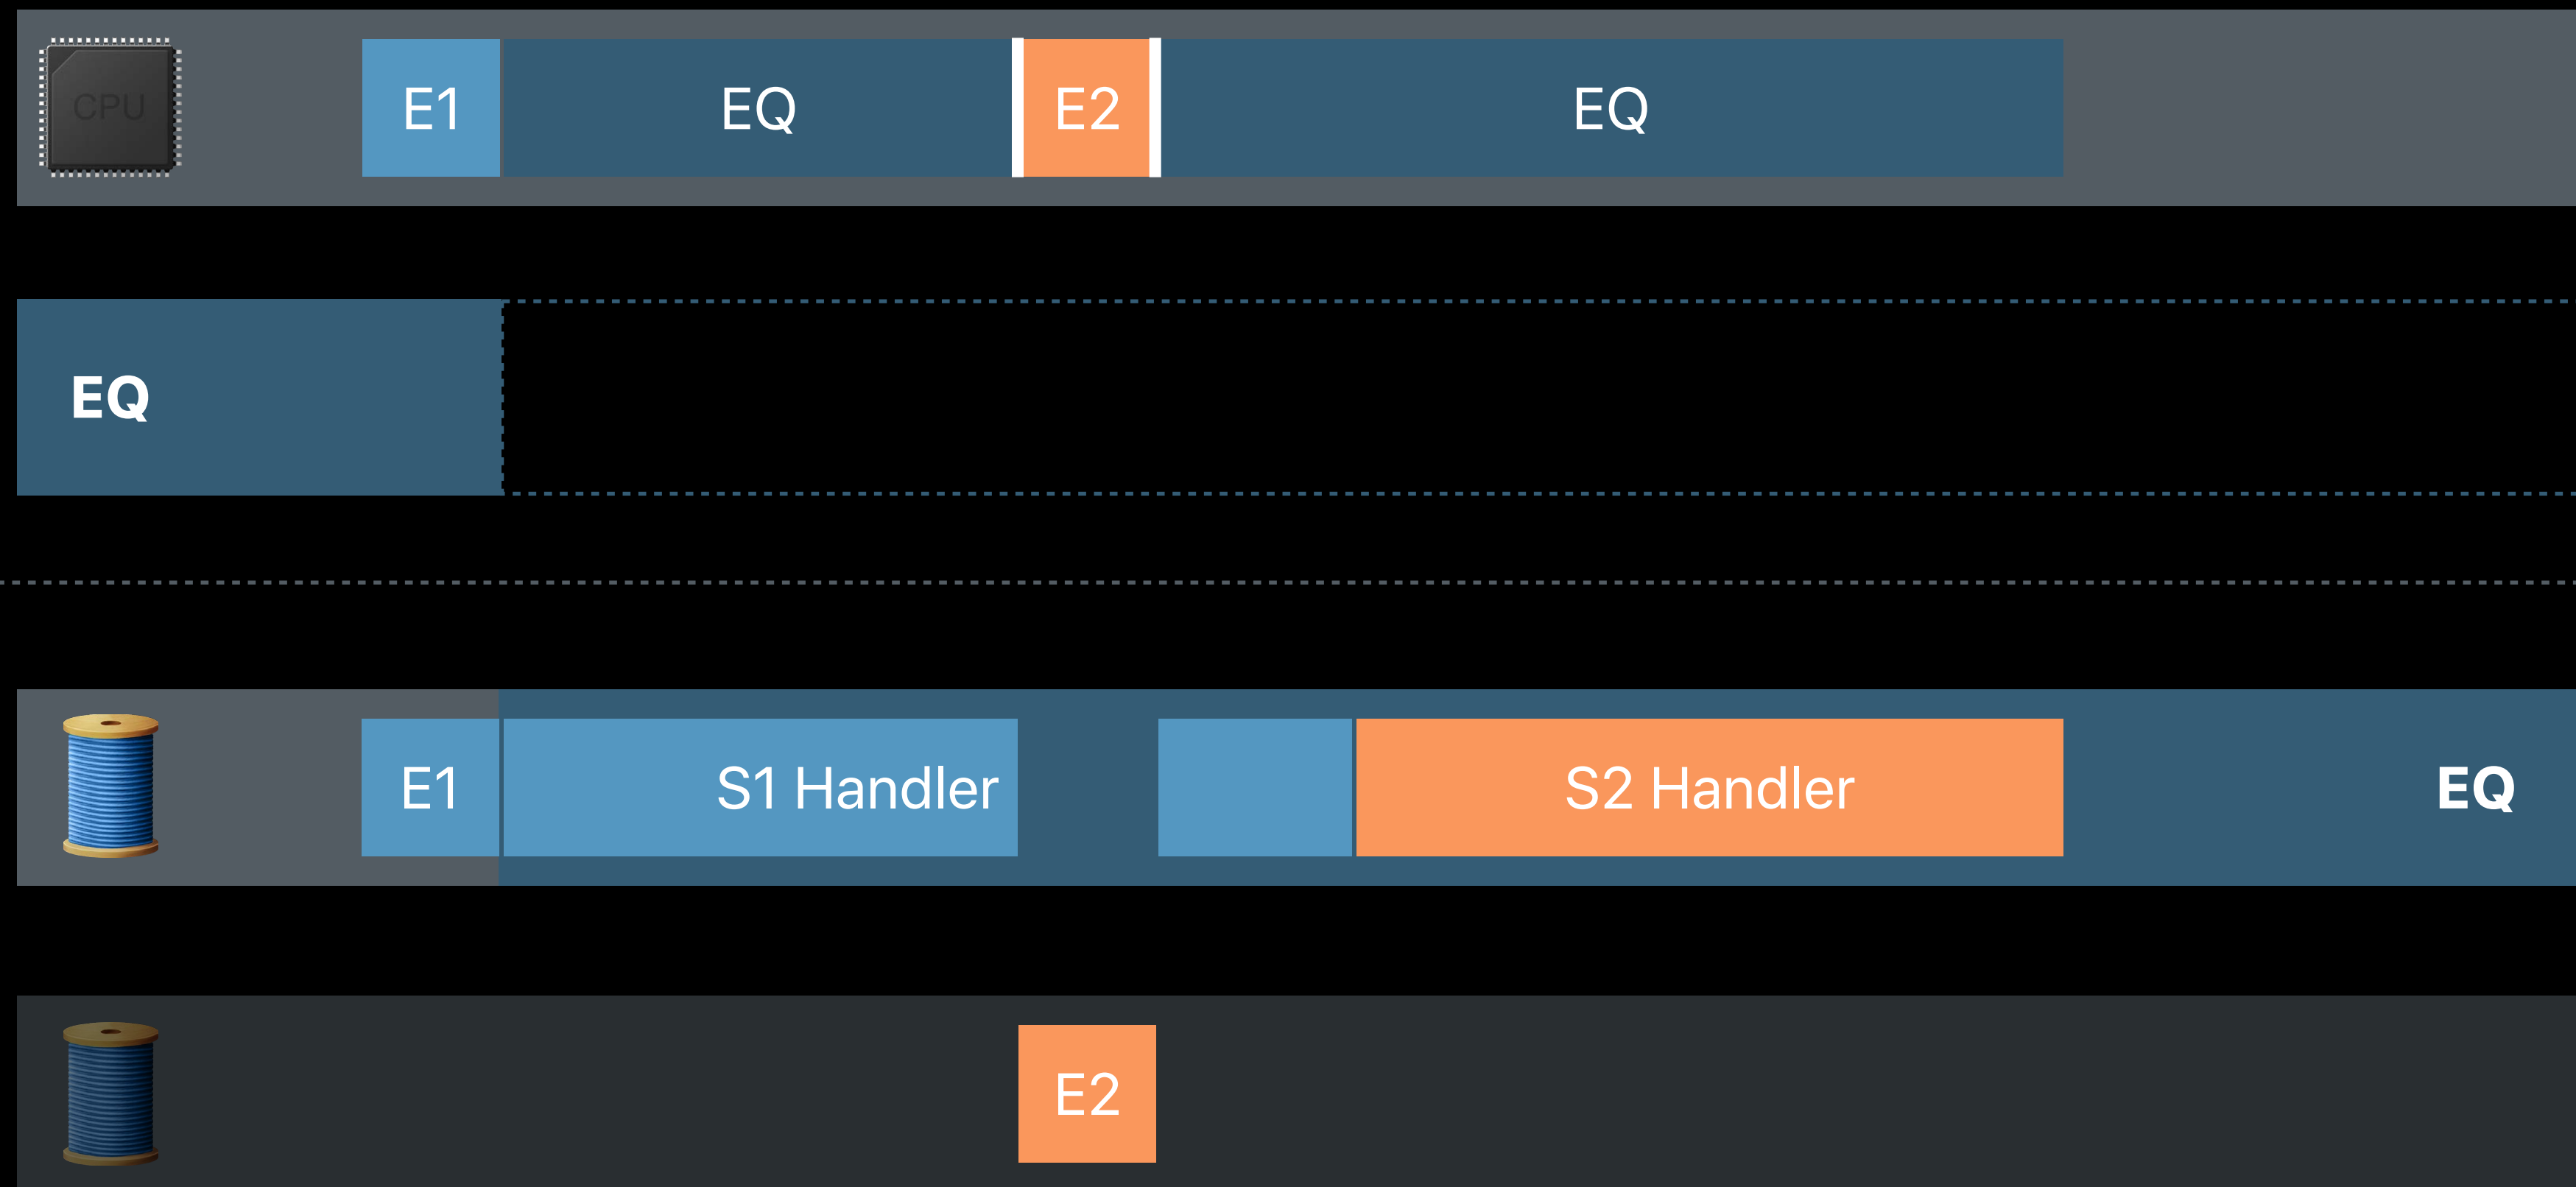 CPU
E1
EQ
E2
EQ
EQ
E1
S1 Handler
S2 Handler
EQ
E2